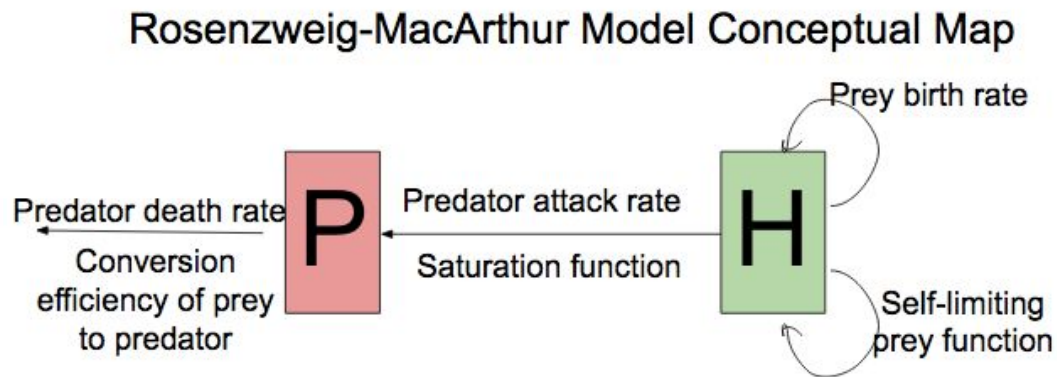 Rosenzweig-MacArthur Model Conceptual Map
Prey birth rate
Predator death rate
P
Predator attack rate
H
Conversion
efficiency of prey
to predator
Saturation function
Self-limiting
prey function